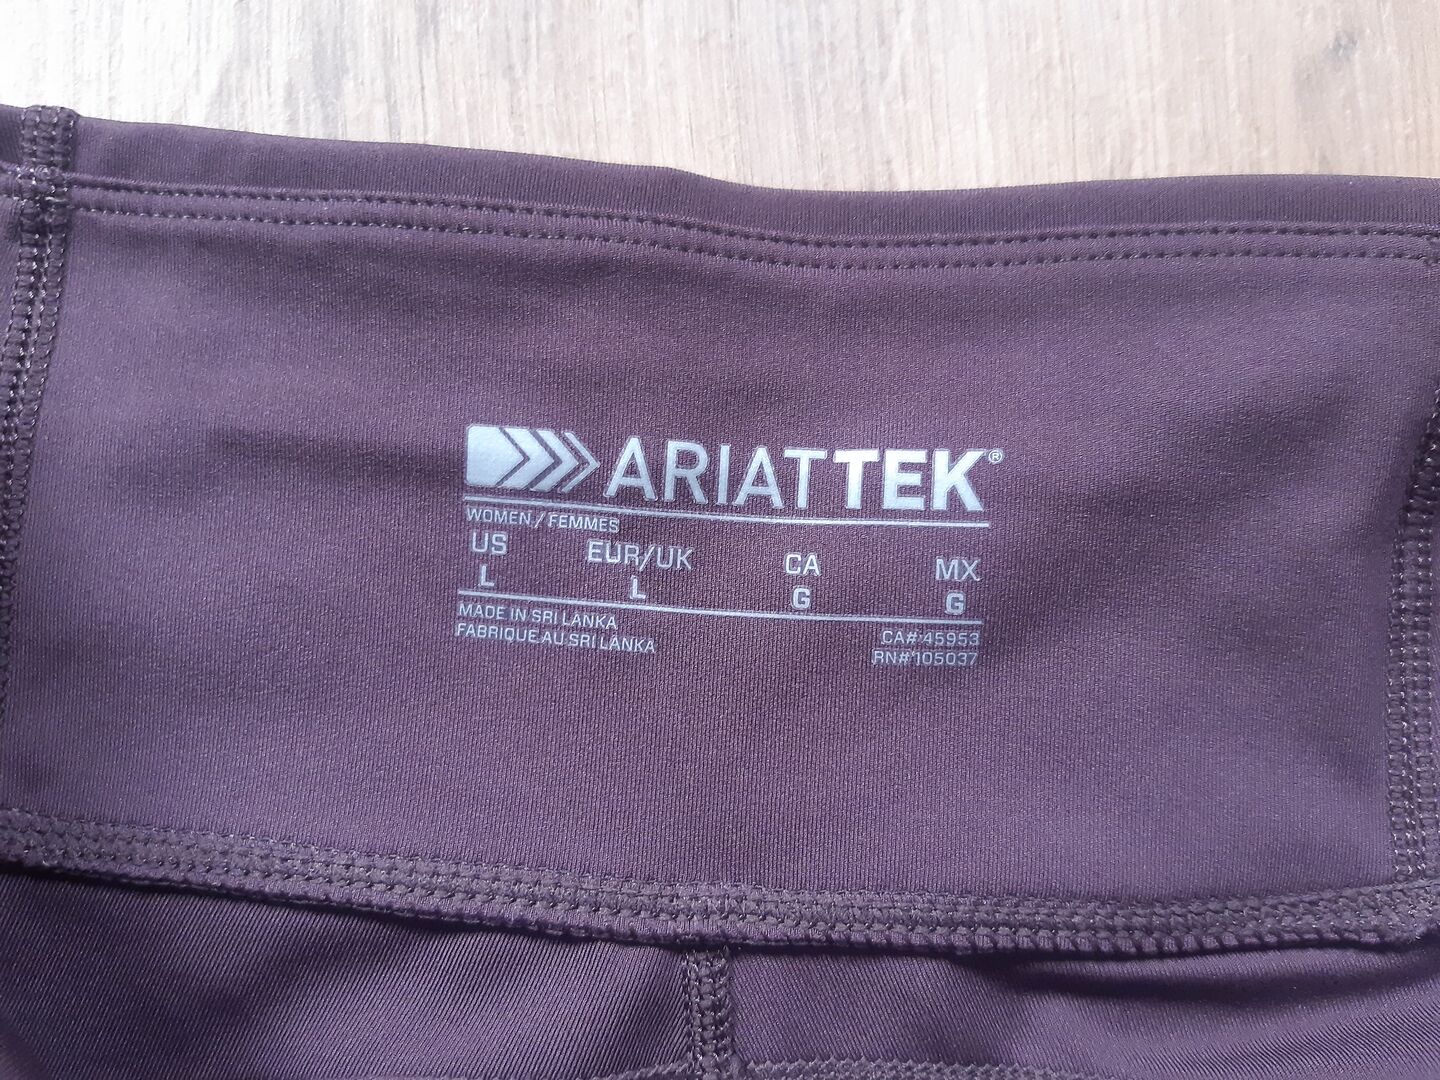 ARIATTEK®
WOMEN / FEMMES
US EUR/UK CA MX
L L G G
MADE IN SRI LANKA
FABRIQUE AU SRI LANKA
CA# 45953
RN# 105037